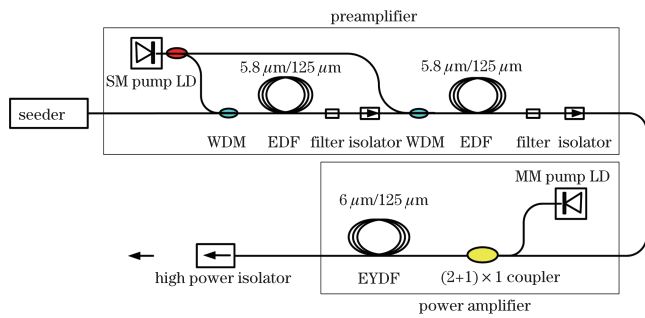 preamplifier
5.8 μm/125 μm
5.8 μm/125 μm
SM pump LD
seeder
WDM
EDF
filter
isolator
WDM
EDF
filter
isolator
MM pump LD
6 μm/125 μm
high power isolator
EYDF
(2+1) × 1 coupler
power amplifier